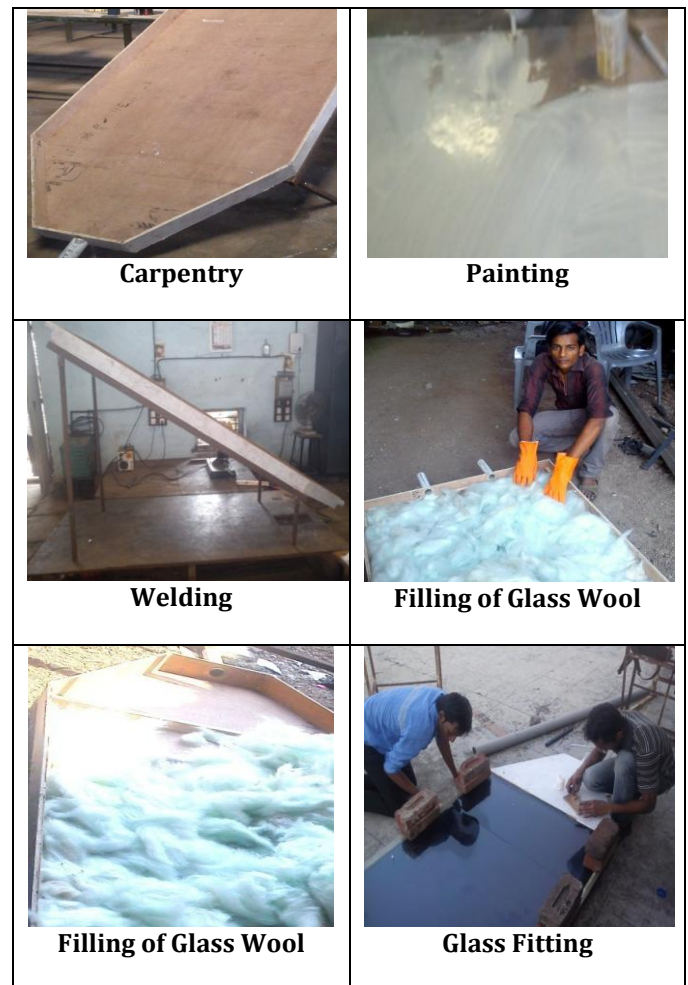 Carpentry
Painting
Welding
Filling of Glass Wool
Filling of Glass Wool
Glass Fitting